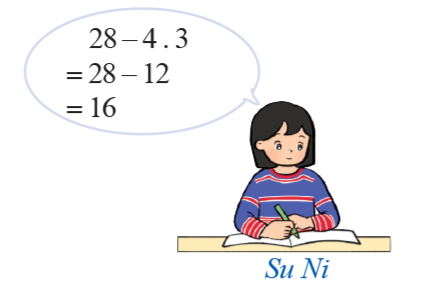 28 – 4 . 3
= 28 – 12
= 16
Su Ni